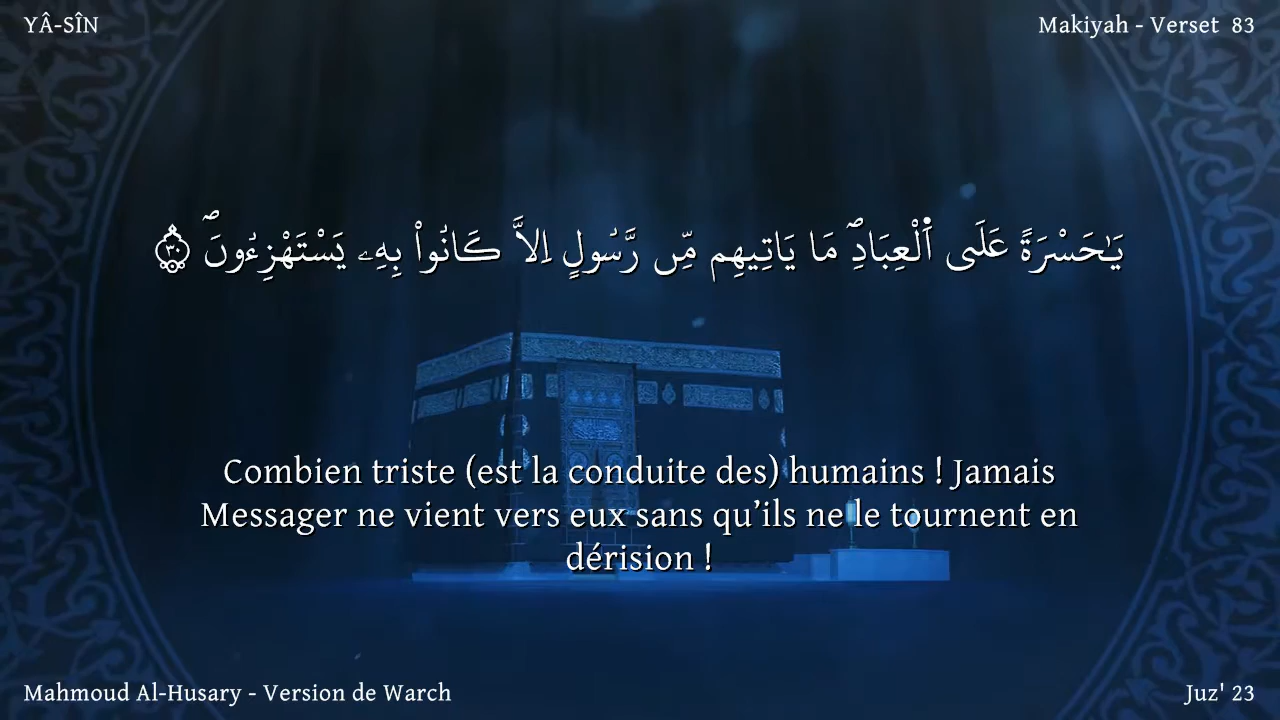 YÂ-SÎN
Makiyah - Verset 83
يَٰحَسْرَةً عَلَى اَ۬لْعِبَادِۖ مَا يَاتِيهِم مِّن رَّسُولٍ اِلَّا كَانُواْ بِهِۦ يَسْتَهْزِءُونَۖ ٣٠
Combien triste (est la conduite des) humains ! Jamais
Messager ne vient vers eux sans qu’ils ne le tournent en
dérision !
Mahmoud Al-Husary - Version de Warch
Juz' 23